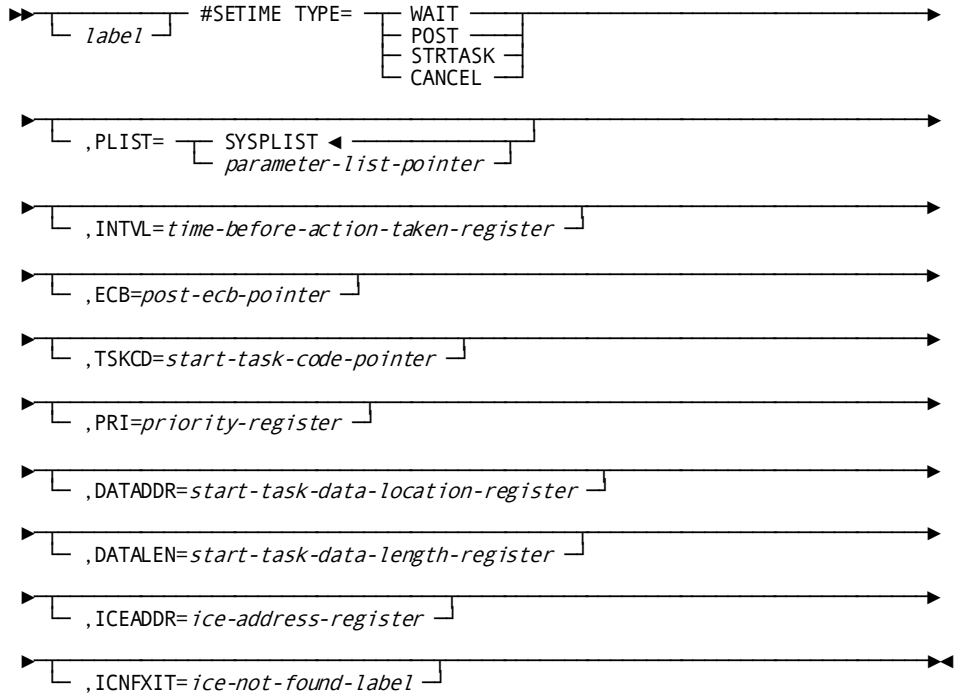 #SETIME TYPE= WAIT
label POST
STRTASK
CANCEL
,PLIST= SYSPLIST ◄
parameter-list-pointer
,INTVL=time-before-action-taken-register
,ECB=post-ecb-pointer
,TSKCD=start-task-code-pointer
,PRI=priority-register
,DATADDR=start-task-data-location-register
,DATALEN=start-task-data-length-register
,ICEADDR=ice-address-register
,ICNFXIT=ice-not-found-label